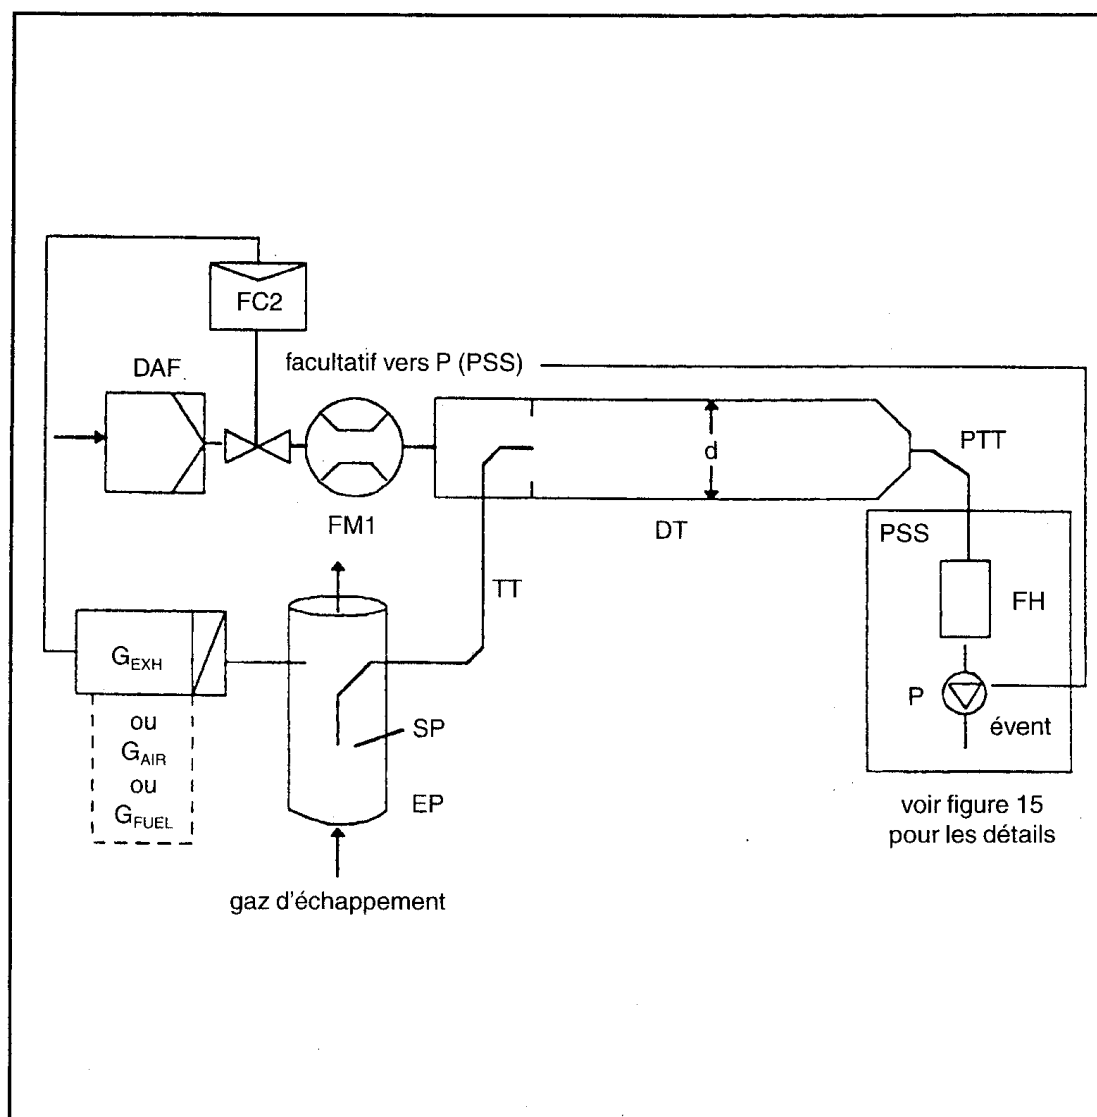 FC2
DAF
facultatif vers P (PSS)
d
PTT
FM1
DT
PSS
TT
FH
G_EXH
P
ou
G_AIR
ou
G_FUEL
SP
évent
EP
voir figure 15
pour les détails
gaz d'échappement